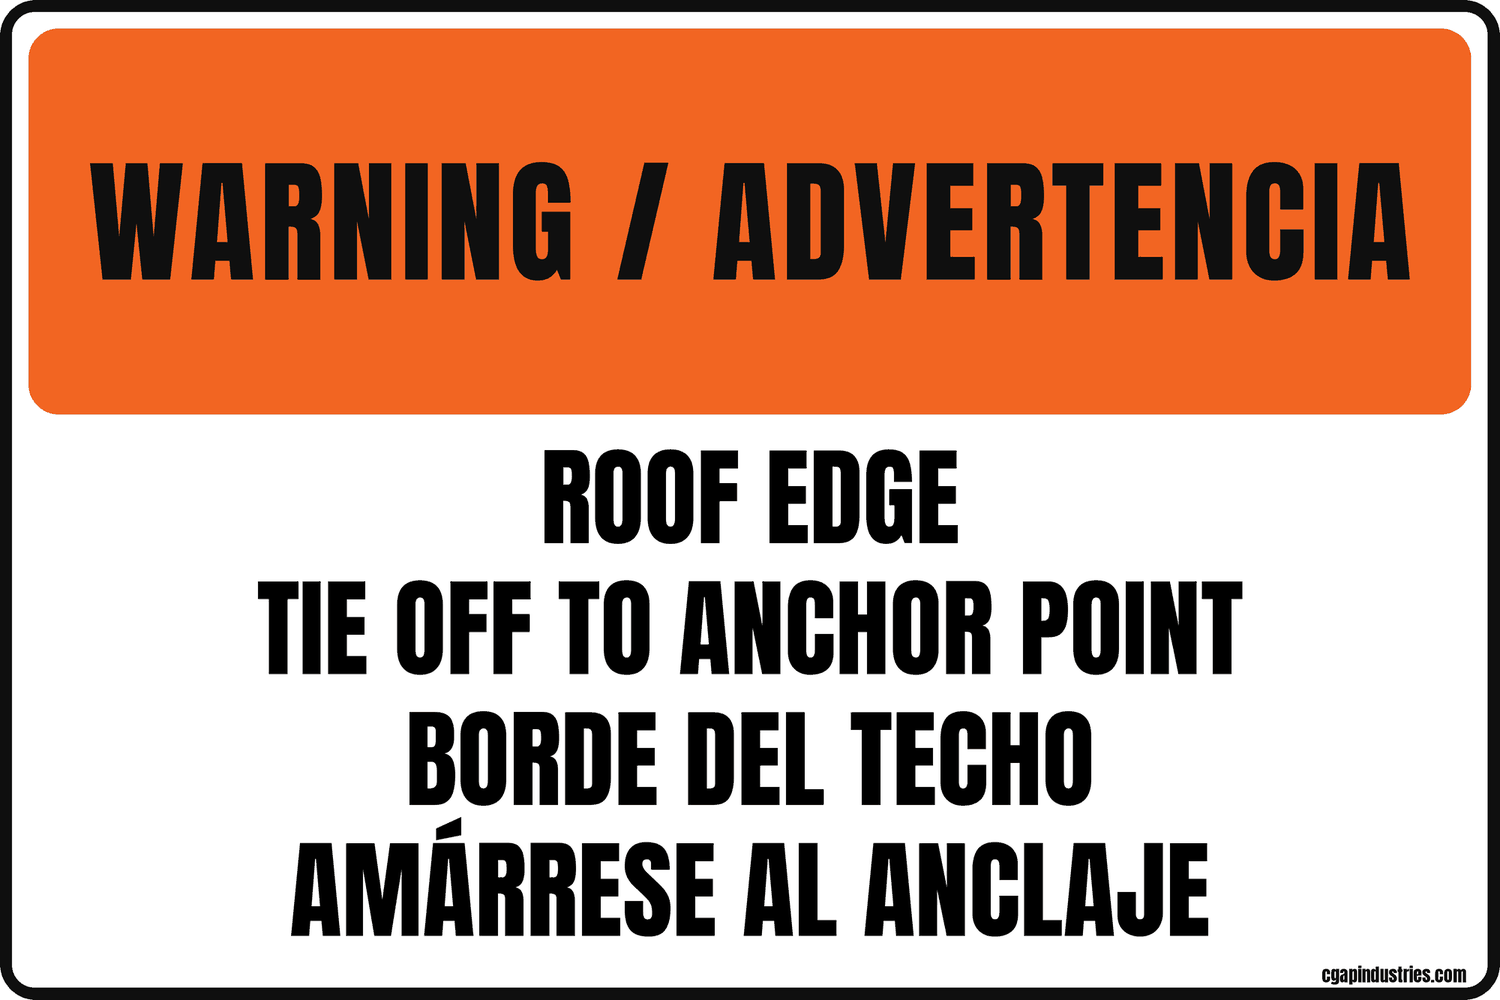 WARNING / ADVERTENCIA
ROOF EDGE
TIE OFF TO ANCHOR POINT
BORDE DEL TECHO
AMÁRRESE AL ANCLAJE
cgapindustries.com